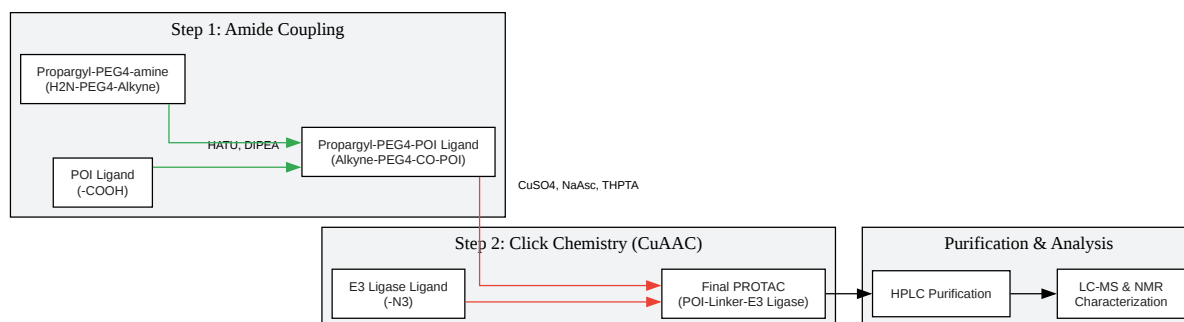 Step 1: Amide Coupling
Propargyl-PEG4-amine
(H2N-PEG4-Alkyne)
HATU, DIPEA
Propargyl-PEG4-POI Ligand
(Alkyne-PEG4-CO-POI)
POI Ligand
(-COOH)
CuSO4, NaAsc, THPTA
Step 2: Click Chemistry (CuAAC)
E3 Ligase Ligand
(-N3)
Final PROTAC
(POI-Linker-E3 Ligase)
Purification & Analysis
HPLC Purification
LC-MS & NMR
Characterization